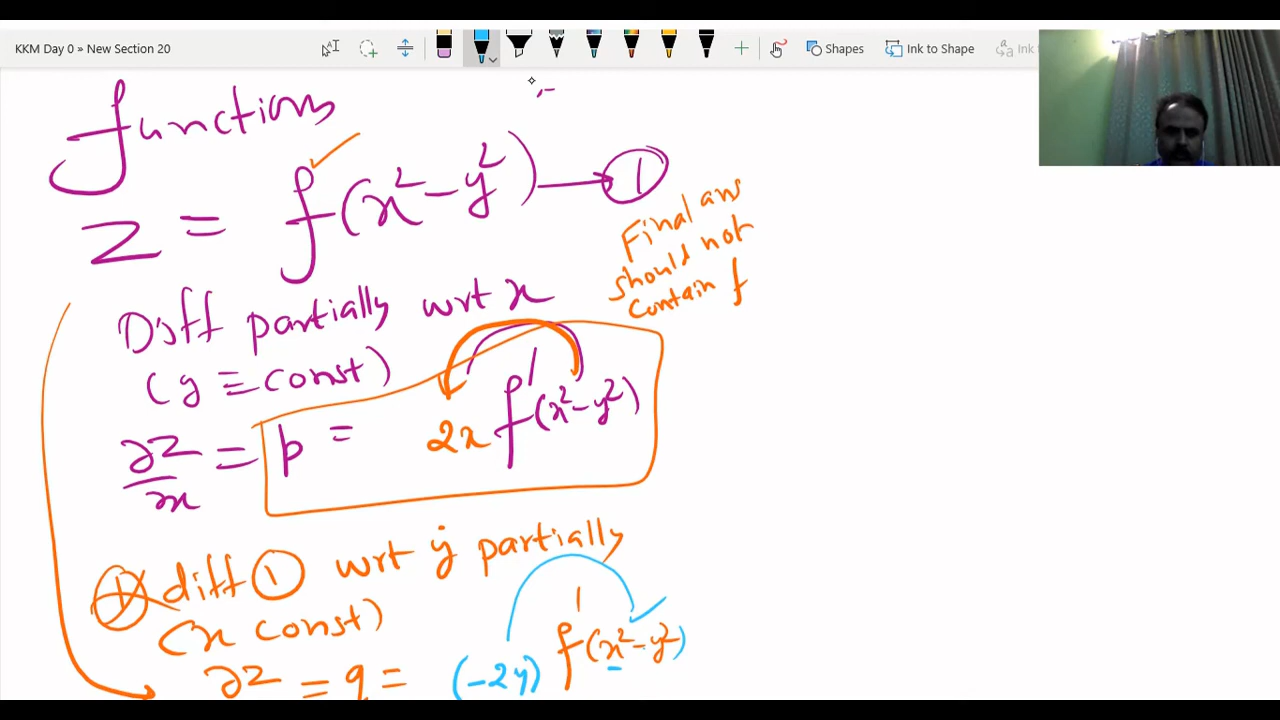 KKM Day 0 » New Section 20
Shapes
Ink to Shape
functions
z = f(x² - y²) → ①
Final ans
should not
contain f
Diff partially wrt x
(y ≡ const)
∂z/∂x = p = 2x f'(x² - y²)
diff ① wrt y partially
(x const)
∂z = q = (-2y) f'(x² - y²)